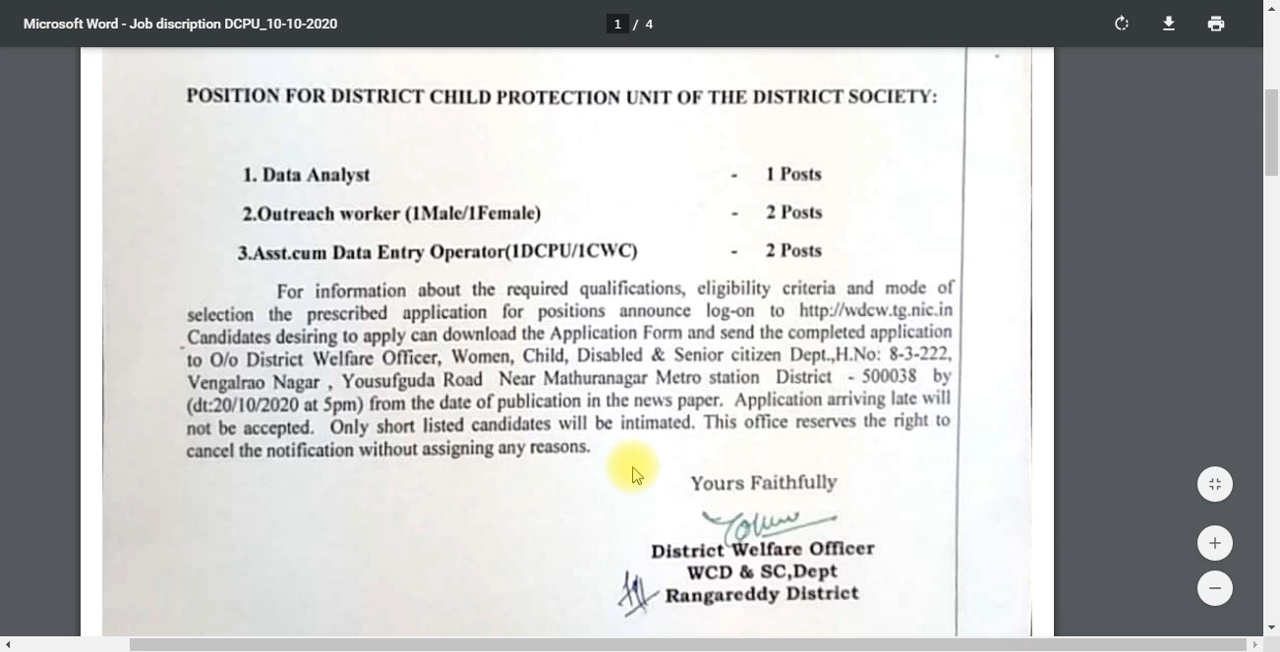 Microsoft Word - Job discription DCPU_10-10-2020
1 / 4
POSITION FOR DISTRICT CHILD PROTECTION UNIT OF THE DISTRICT SOCIETY:
1. Data Analyst - 1 Posts
2.Outreach worker (1Male/1Female) - 2 Posts
3.Asst.cum Data Entry Operator(1DCPU/1CWC) - 2 Posts
For information about the required qualifications, eligibility criteria and mode of
selection the prescribed application for positions announce log-on to http://wdcw.tg.nic.in
Candidates desiring to apply can download the Application Form and send the completed application
to O/o District Welfare Officer, Women, Child, Disabled & Senior citizen Dept.,H.No: 8-3-222,
Vengalrao Nagar , Yousufguda Road Near Mathuranagar Metro station District - 500038 by
(dt:20/10/2020 at 5pm) from the date of publication in the news paper. Application arriving late will
not be accepted. Only short listed candidates will be intimated. This office reserves the right to
cancel the notification without assigning any reasons.
Yours Faithfully
District Welfare Officer
WCD & SC,Dept
Rangareddy District